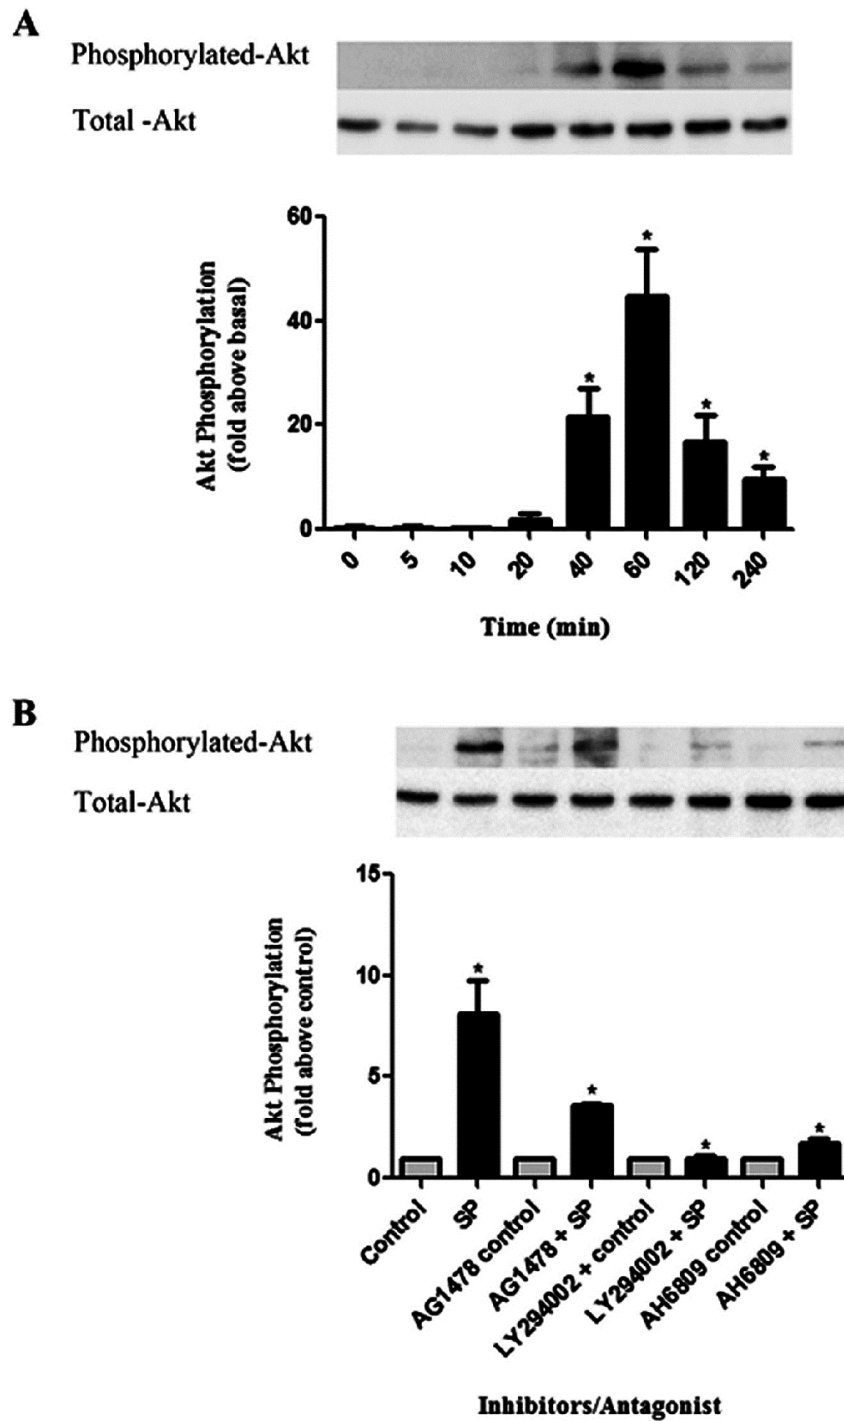 A
Phosphorylated-Akt
Total -Akt
Akt Phosphorylation
(fold above basal)
60
40
20
0
* * * *
0 5 10 20 40 60 120 240
Time (min)
B
Phosphorylated-Akt
Total-Akt
Akt Phosphorylation
(fold above control)
15
10
5
0
* * * *
Control
SP
AG1478 control
AG1478 + SP
LY294002 + control
LY294002 + SP
AH6809 control
AH6809 + SP
Inhibitors/Antagonist